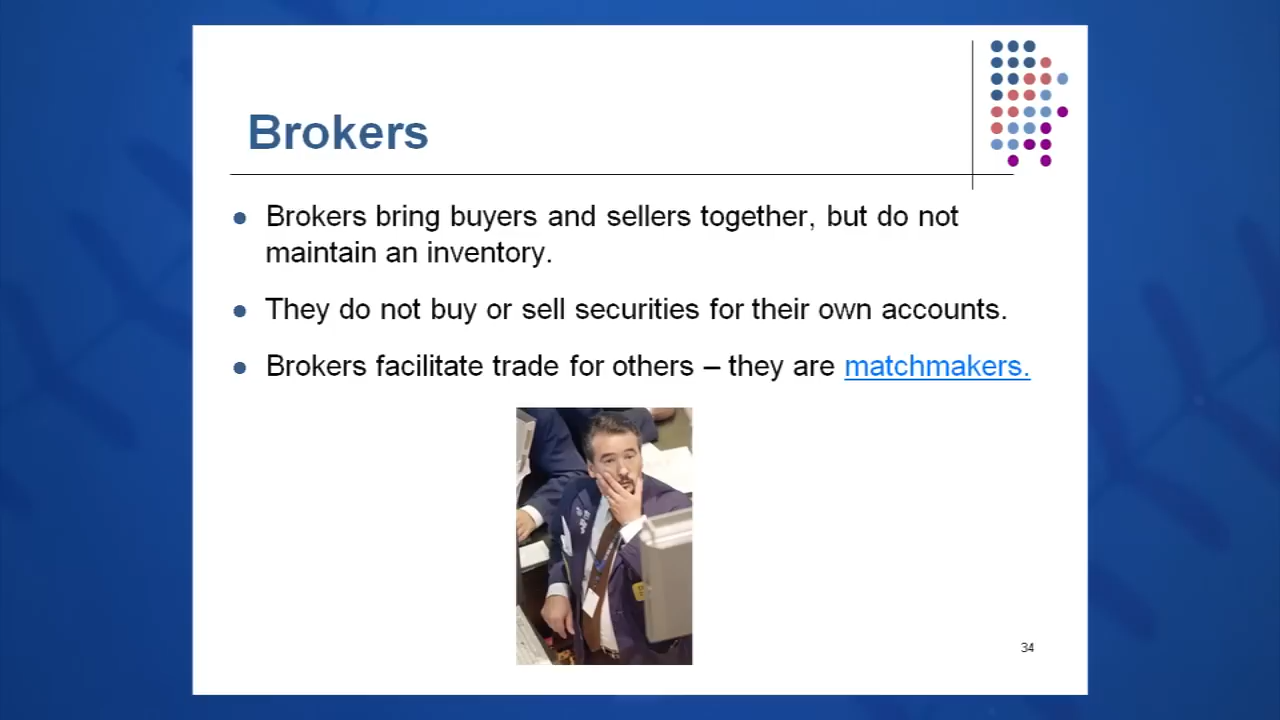 Brokers
Brokers bring buyers and sellers together, but do not
maintain an inventory.
They do not buy or sell securities for their own accounts.
Brokers facilitate trade for others – they are matchmakers.
34